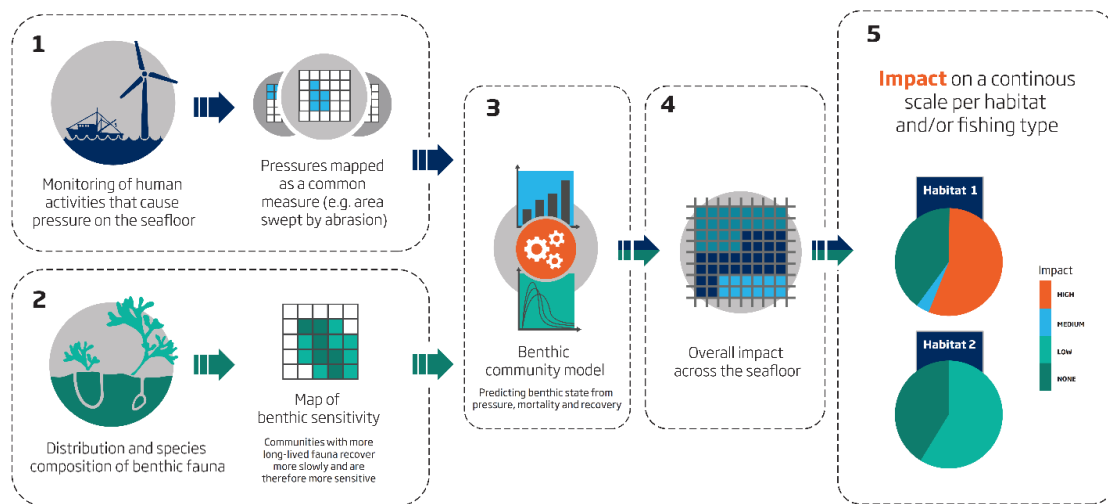 1
Monitoring of human
activities that cause
pressure on the seafloor
Pressures mapped
as a common
measure (e.g. area
swept by abrasion)
2
Distribution and species
composition of benthic fauna
Map of
benthic sensitivity
Communities with more
long-lived fauna recover
more slowly and are
therefore more sensitive
3
Benthic
community model
Predicting benthic state from
pressure, mortality and recovery
4
Overall impact
across the seafloor
5
Impact on a continous
scale per habitat
and/or fishing type
Habitat 1
Habitat 2
Impact
HIGH
MEDIUM
LOW
NONE